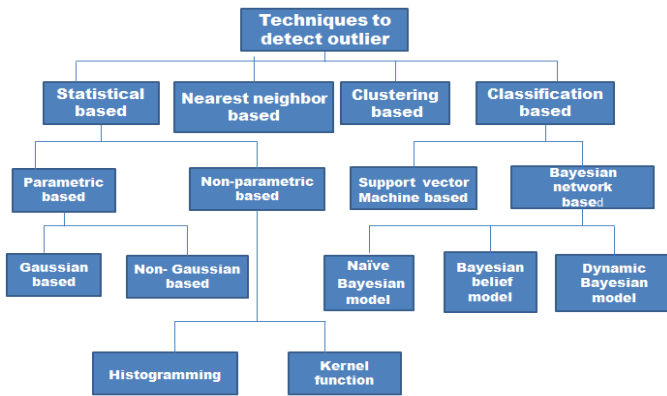 Techniques to
detect outlier
Statistical
based
Nearest neighbor
based
Clustering
based
Classification
based
Parametric
based
Non-parametric
based
Support vector
Machine based
Bayesian
network
based
Gaussian
based
Non- Gaussian
based
Naïve
Bayesian
model
Bayesian
belief
model
Dynamic
Bayesian
model
Histogramming
Kernel
function